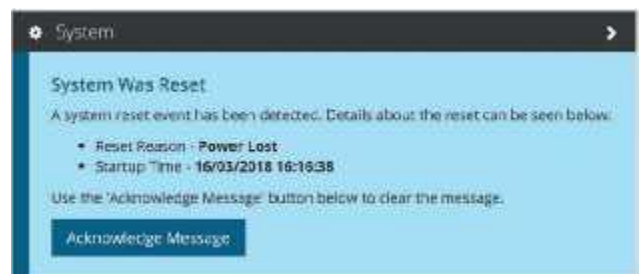 System
System Was Reset
A system reset event has been detected. Details about the reset can be seen below.
• Reset Reason - Power Lost
• Startup Time - 16/03/2018 16:16:38
Use the 'Acknowledge Message' button below to clear the message.
Acknowledge Message